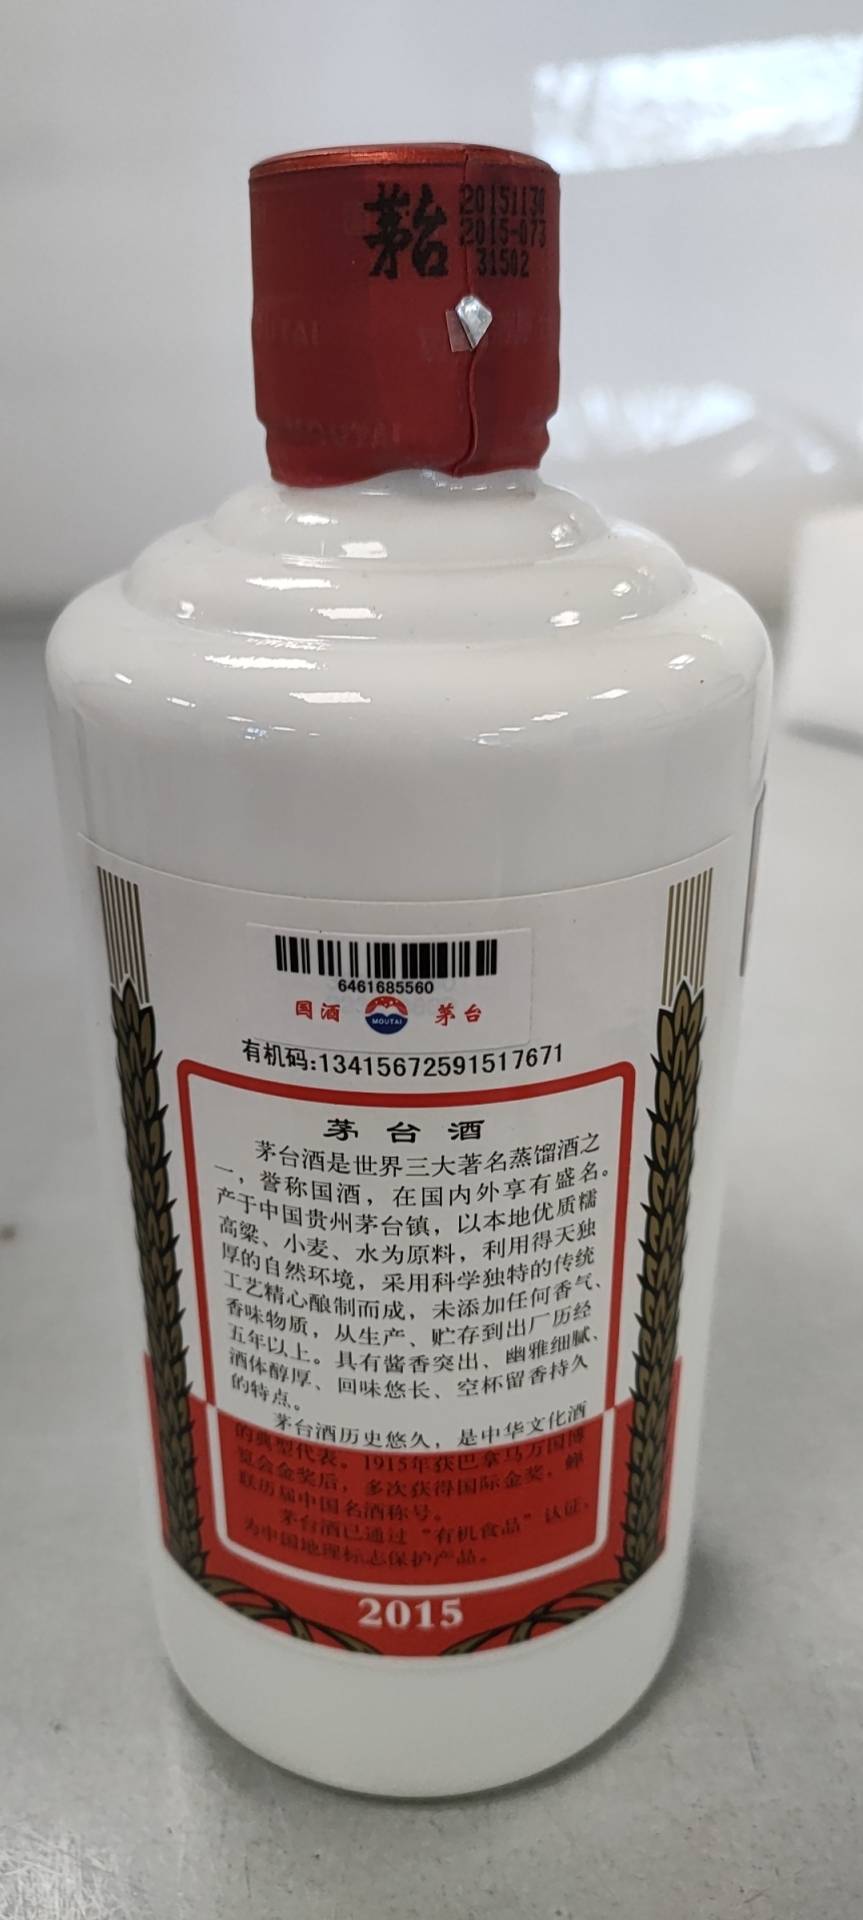 茅台
20151130
2015-073
31502
6461685560
国酒 MOUTAI 茅台
有机码:13415672591517671
茅台酒
茅台酒是世界三大著名蒸馏酒之
一，誉称国酒，在国内外享有盛名。
产于中国贵州茅台镇，以本地优质糯
高粱、小麦、水为原料，利用得天独
厚的自然环境，采用科学独特的传统
工艺精心酿制而成，未添加任何香气、
香味物质，从生产、贮存到出厂历经
五年以上。具有酱香突出、幽雅细腻、
酒体醇厚、回味悠长、空杯留香持久
的特点。
茅台酒历史悠久，是中华文化酒
的典型代表。1915年获巴拿马万国博
览会金奖后，多次获得国际金奖，蝉
联历届中国名酒称号。
茅台酒已通过“有机食品”认证，
为中国地理标志保护产品。
2015